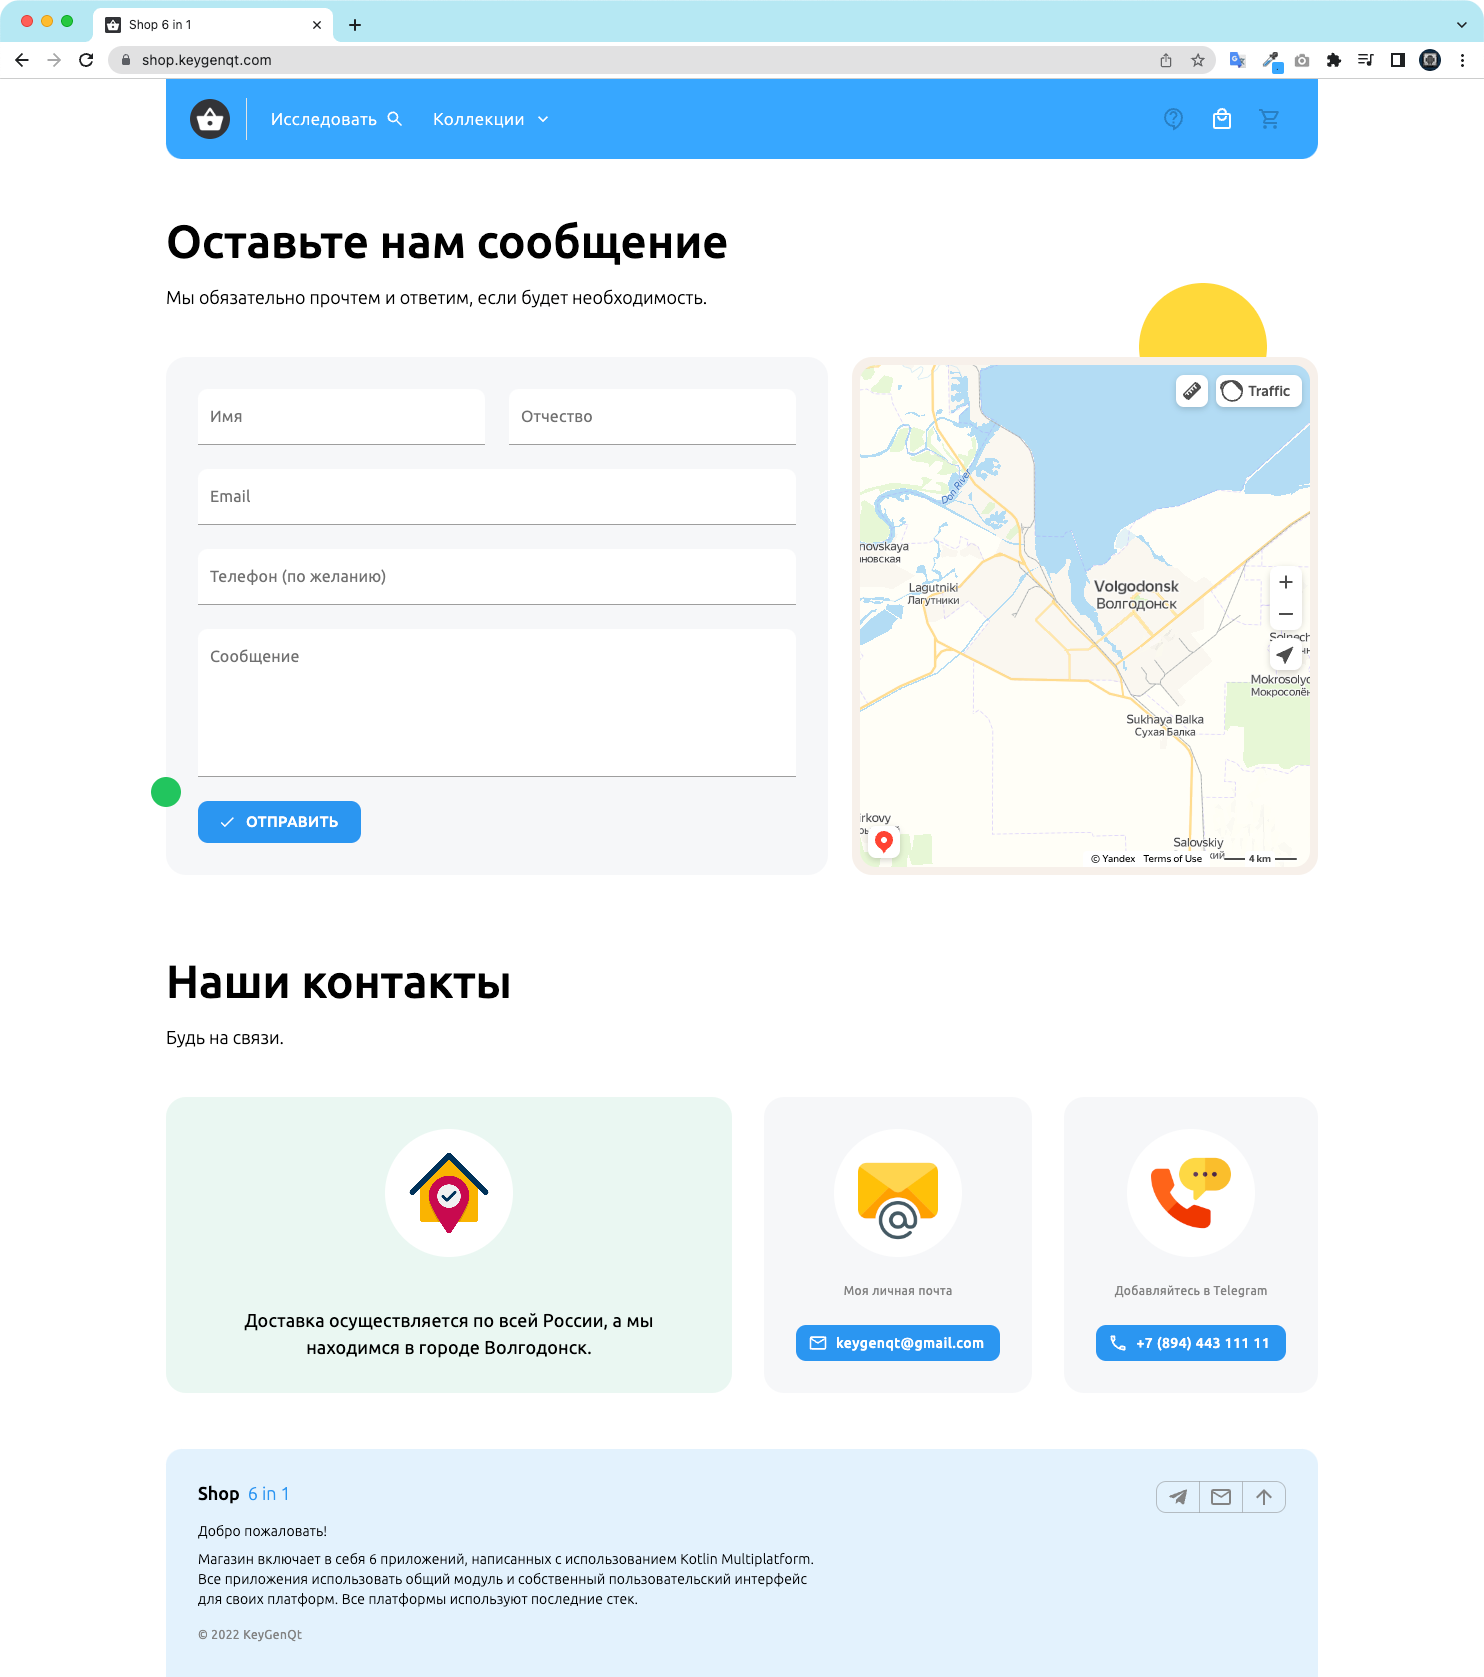 Shop 6 in 1
shop.keygenqt.com
Исследовать
Коллекции
Оставьте нам сообщение
Мы обязательно прочтем и ответим, если будет необходимость.
Имя
Отчество
Email
Телефон (по желанию)
Сообщение
ОТПРАВИТЬ
Traffic
Don River
novskaya
новская
Lagutniki
Лагутники
Volgodonsk
Волгодонск
Solnech
Mokrosolyo
Мокросолён
Sukhaya Balka
Сухая Балка
irkovy
Salovskiy
кий
© Yandex Terms of Use
4 km
Наши контакты
Будь на связи.
Доставка осуществляется по всей России, а мы
находимся в городе Волгодонск.
Моя личная почта
keygenqt@gmail.com
Добавляйтесь в Telegram
+7 (894) 443 111 11
Shop 6 in 1
Добро пожаловать!
Магазин включает в себя 6 приложений, написанных с использованием Kotlin Multiplatform.
Все приложения использовать общий модуль и собственный пользовательский интерфейс
для своих платформ. Все платформы используют последние стек.
© 2022 KeyGenQt